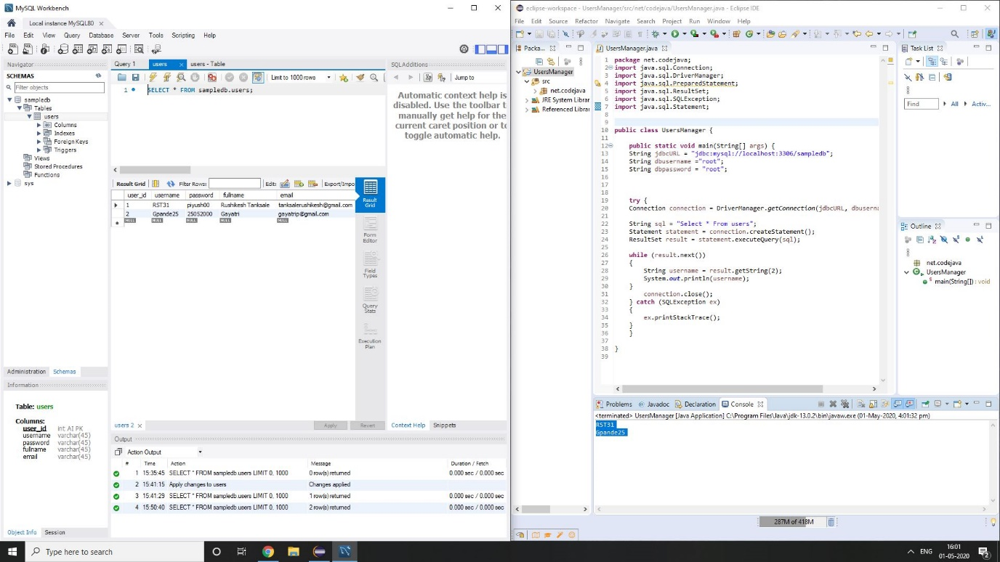 MySQL Workbench
Local instance MySQL80
File Edit View Query Database Server Tools Scripting Help
Navigator
SCHEMAS
Filter objects
sampledb
Tables
users
Columns
Indexes
Foreign Keys
Triggers
Views
Stored Procedures
Functions
sys
Administration Schemas
Information
Table: users
Columns:
user_id int AI PK
username varchar(45)
password varchar(45)
fullname varchar(45)
email varchar(45)
Object Info Session
Query 1 users users - Table
Limit to 1000 rows
1 SELECT * FROM sampledb.users;
Result Grid Filter Rows: Edit: Export/Impo
user_id username password fullname email
1 RST31 piyush00 Rushikesh Tanksale tanksalerushikesh@gmail.com
2 Gpande25 25052000 Gayatri gayatrip@gmail.com
NULL NULL NULL NULL NULL
Result Grid
Form Editor
Field Types
Query Stats
Execution Plan
users 2 Apply Revert
SQLAdditions
Jump to
Automatic context help is
disabled. Use the toolbar t
manually get help for the
current caret position or to
toggle automatic help.
Context Help Snippets
Output
Action Output
# Time Action Message Duration / Fetch
1 15:35:45 SELECT * FROM sampledb.users LIMIT 0, 1000 0 row(s) returned 0.000 sec / 0.000 sec
2 15:41:15 Apply changes to users Changes applied
3 15:41:29 SELECT * FROM sampledb.users LIMIT 0, 1000 1 row(s) returned 0.000 sec / 0.000 sec
4 15:50:40 SELECT * FROM sampledb.users LIMIT 0, 1000 2 row(s) returned 0.000 sec / 0.000 sec
eclipse-workspace - UsersManager/src/net/codejava/UsersManager.java - Eclipse IDE
File Edit Source Refactor Navigate Search Project Run Window Help
Packa...
UsersManager
src
net.codejava
JRE System Librar
Referenced Librar
UsersManager.java
1 package net.codejava;
2 import java.sql.Connection;
3 import java.sql.DriverManager;
4 import java.sql.PreparedStatement;
5 import java.sql.ResultSet;
6 import java.sql.SQLException;
7 import java.sql.Statement;
8
9
10 public class UsersManager {
11
12 public static void main(String[] args) {
13 String jdbcURL = "jdbc:mysql://localhost:3306/sampledb";
14 String dbusername ="root";
15 String dbpassword = "root";
16
17
18
19 try {
20 Connection connection = DriverManager.getConnection(jdbcURL, dbuserna
21
22 String sql = "Select * From users";
23 Statement statement = connection.createStatement();
24 ResultSet result = statement.executeQuery(sql);
25
26 while (result.next())
27 {
28 String username = result.getString(2);
29 System.out.println(username);
30 }
31 connection.close();
32 } catch (SQLException ex)
33 {
34 ex.printStackTrace();
35 }
36 }
37
38 }
39
Task List
Find All Activ...
Outline
net.codejava
UsersManager
main(String[]) : void
Problems Javadoc Declaration Console
<terminated> UsersManager [Java Application] C:\Program Files\Java\jdk-13.0.2\bin\javaw.exe (01-May-2020, 4:01:32 pm)
RST31
Gpande25
287M of 418M
Type here to search
ENG
16:01
01-05-2020
2